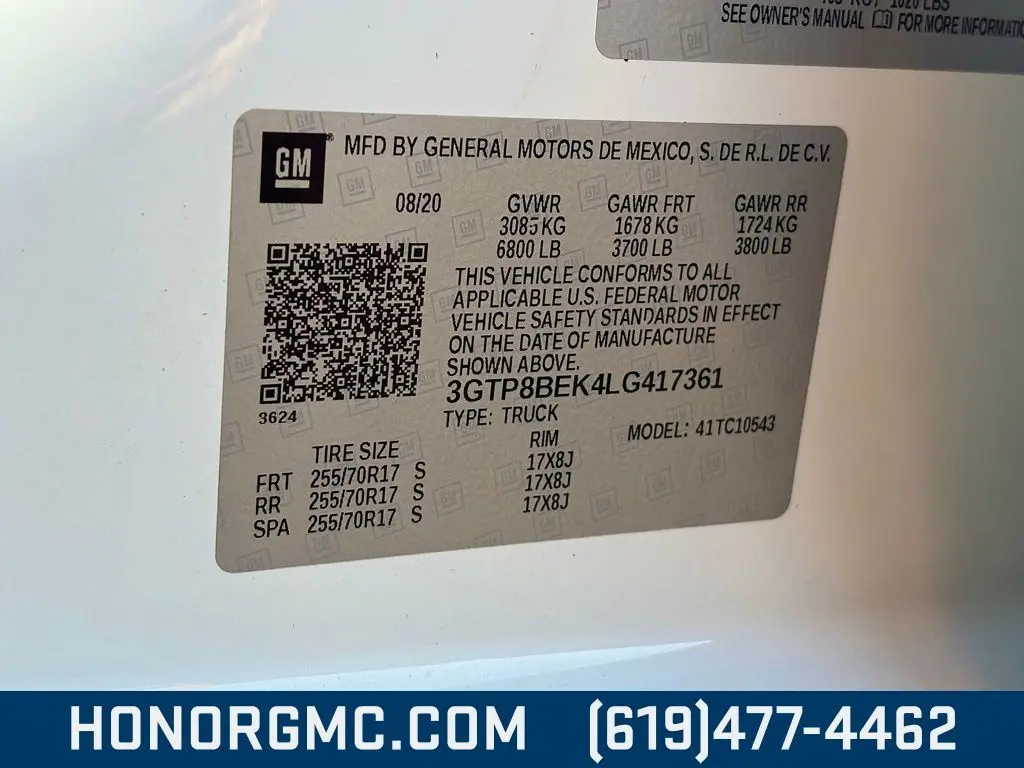 1020 LBS
SEE OWNER'S MANUAL FOR MORE INFORMATIO
GM MFD BY GENERAL MOTORS DE MEXICO, S. DE R.L. DE C.V.
08/20 GVWR GAWR FRT GAWR RR
3085 KG 1678 KG 1724 KG
6800 LB 3700 LB 3800 LB
THIS VEHICLE CONFORMS TO ALL
APPLICABLE U.S. FEDERAL MOTOR
VEHICLE SAFETY STANDARDS IN EFFECT
ON THE DATE OF MANUFACTURE
SHOWN ABOVE.
3GTP8BEK4LG417361
3624
TYPE: TRUCK MODEL: 41TC10543
TIRE SIZE RIM
FRT 255/70R17 S 17X8J
RR 255/70R17 S 17X8J
SPA 255/70R17 S 17X8J
HONORGMC.COM (619)477-4462